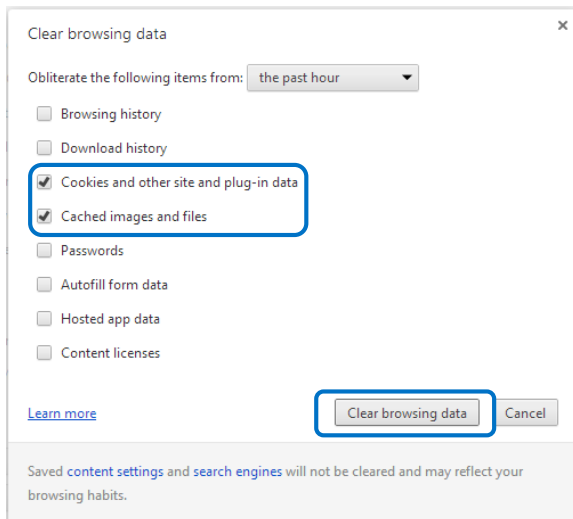 Clear browsing data
Obliterate the following items from: the past hour
Browsing history
Download history
Cookies and other site and plug-in data
Cached images and files
Passwords
Autofill form data
Hosted app data
Content licenses
Learn more Clear browsing data Cancel
Saved content settings and search engines will not be cleared and may reflect your
browsing habits.